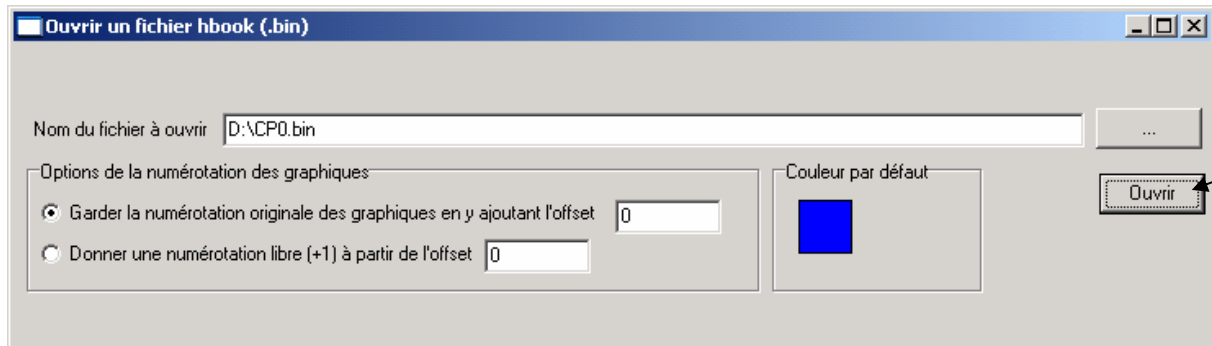 Ouvrir un fichier hbook (.bin)
Nom du fichier à ouvrir D:\CP0.bin ...
Options de la numérotation des graphiques
Couleur par défaut
Ouvrir
Garder la numérotation originale des graphiques en y ajoutant l'offset 0
Donner une numérotation libre (+1) à partir de l'offset 0